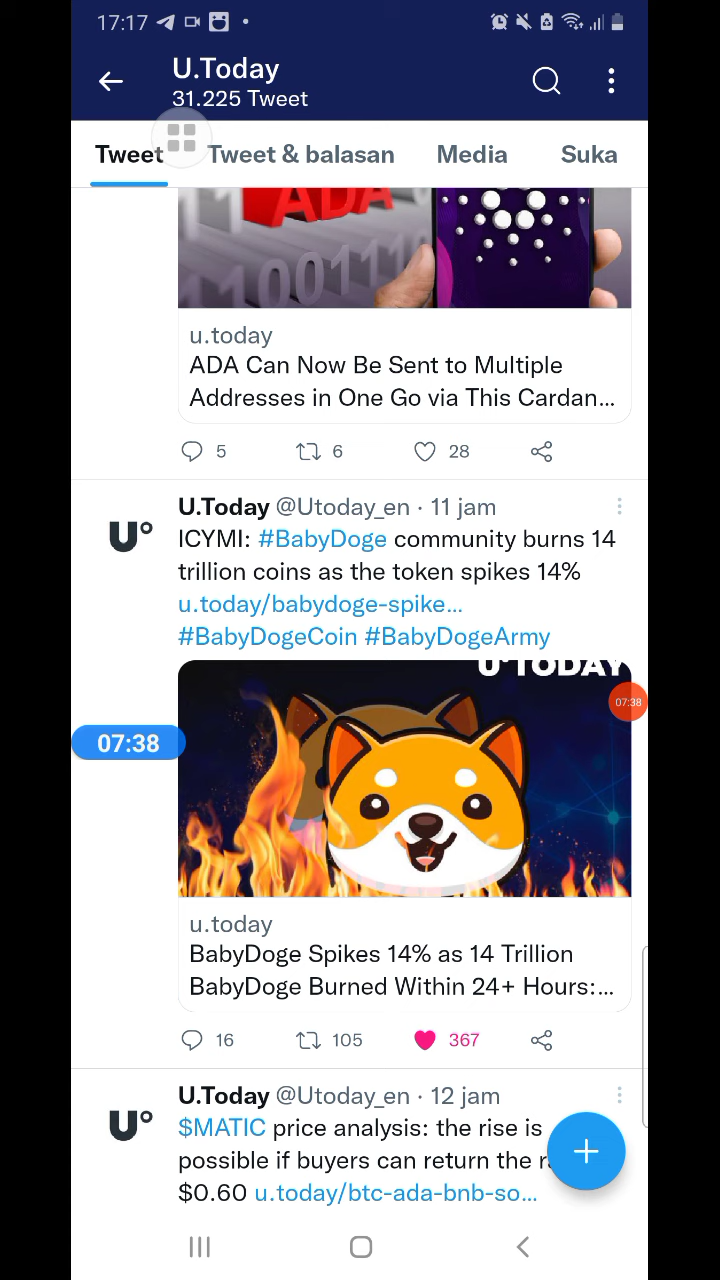 17:17
U.Today
31.225 Tweet
Tweet Tweet & balasan Media Suka
ADA
11001110
u.today
ADA Can Now Be Sent to Multiple
Addresses in One Go via This Cardan...
5 6 28
U.Today @Utoday_en · 11 jam
U°
ICYMI: #BabyDoge community burns 14
trillion coins as the token spikes 14%
u.today/babydoge-spike...
#BabyDogeCoin #BabyDogeArmy
U°TODAY
07:38
07:38
u.today
BabyDoge Spikes 14% as 14 Trillion
BabyDoge Burned Within 24+ Hours:...
16 105 367
U.Today @Utoday_en · 12 jam
U°
$MATIC price analysis: the rise is
possible if buyers can return the
$0.60 u.today/btc-ada-bnb-so...